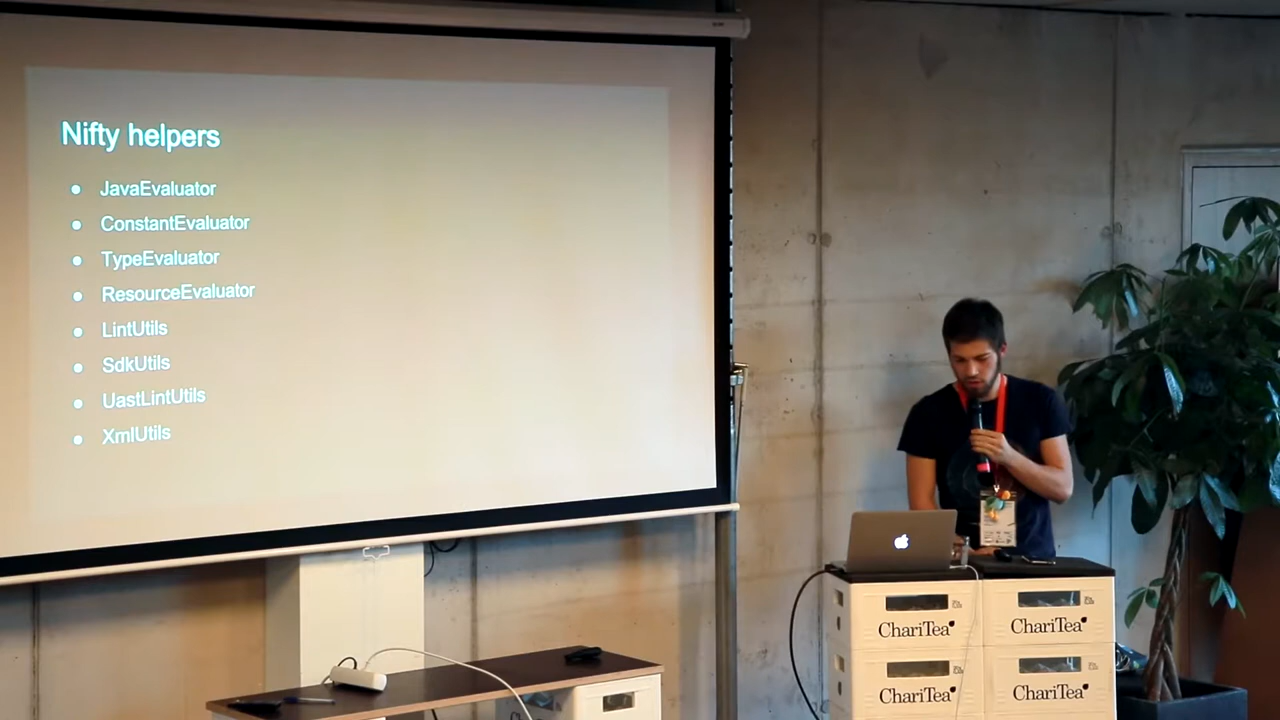 Nifty helpers
JavaEvaluator
ConstantEvaluator
TypeEvaluator
ResourceEvaluator
LintUtils
SdkUtils
UastLintUtils
XmlUtils
ChariTea
ChariTea
ChariTea
ChariTea